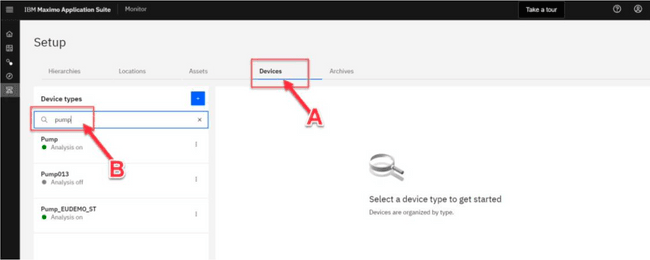 IBM Maximo Application Suite Monitor Take a tour
Setup
Hierarchies Locations Assets Devices Archives
Device types
pump
A
B
Pump
Analysis on
Pump013
Analysis off
Pump_EUDEMO_ST
Analysis on
Select a device type to get started
Devices are organized by type.